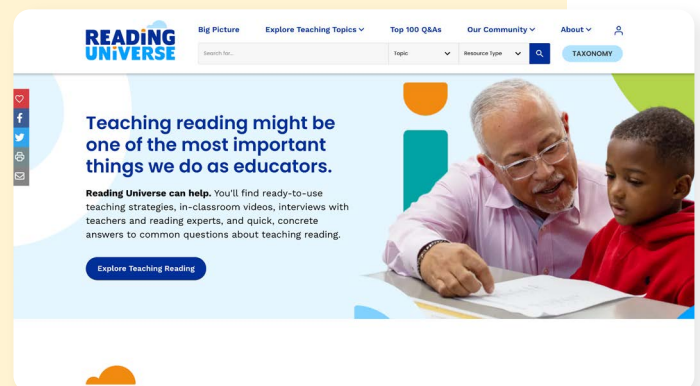 READING
UNiVERSE
Big Picture
Explore Teaching Topics
Top 100 Q&As
Our Community
About
Search for...
Topic
Resource Type
TAXONOMY
Teaching reading might be
one of the most important
things we do as educators.
Reading Universe can help. You'll find ready-to-use
teaching strategies, in-classroom videos, interviews with
teachers and reading experts, and quick, concrete
answers to common questions about teaching reading.
Explore Teaching Reading